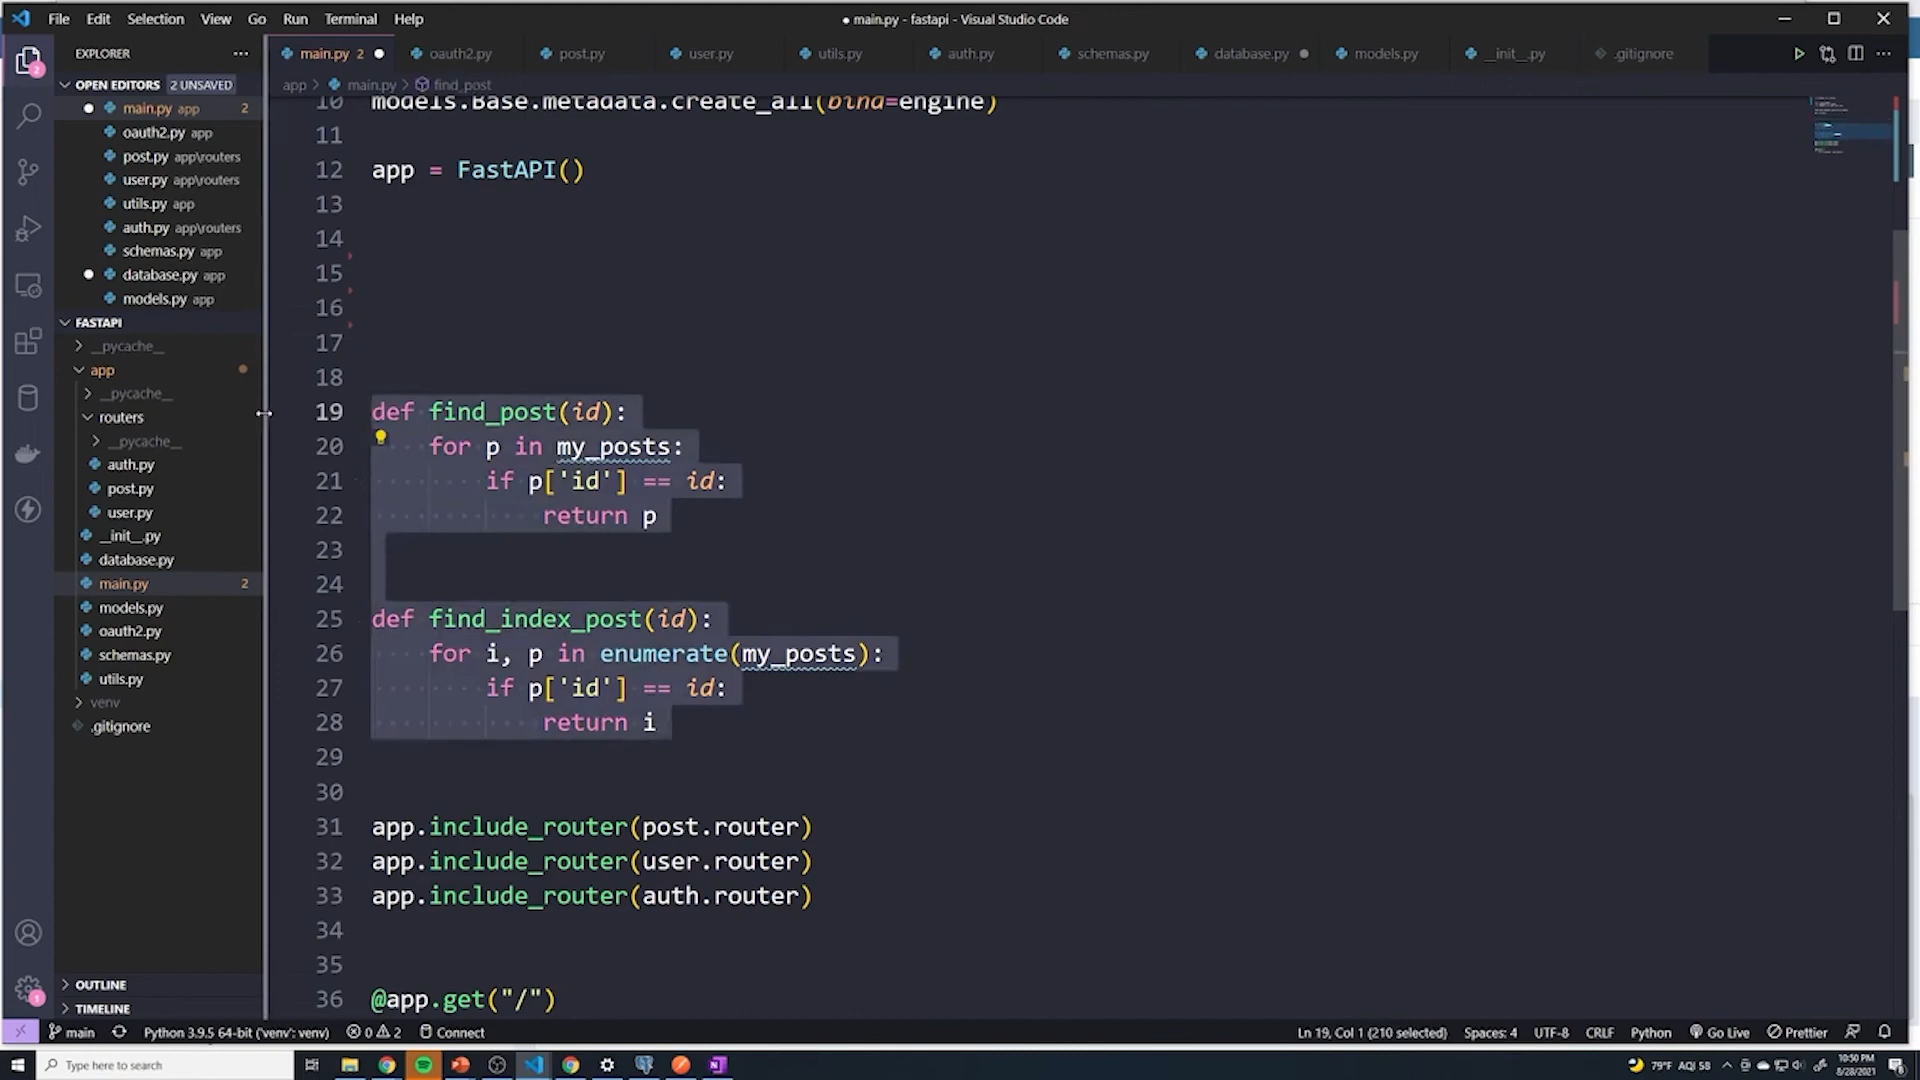 File Edit Selection View Go Run Terminal Help
● main.py - fastapi - Visual Studio Code
EXPLORER
main.py 2
oauth2.py
post.py
user.py
utils.py
auth.py
schemas.py
database.py
models.py
__init__.py
.gitignore
app > main.py > find_post
OPEN EDITORS 2 UNSAVED
main.py app 2
oauth2.py app
post.py app\routers
user.py app\routers
utils.py app
auth.py app\routers
schemas.py app
database.py app
models.py app
FASTAPI
__pycache__
app
__pycache__
routers
__pycache__
auth.py
post.py
user.py
__init__.py
database.py
main.py 2
models.py
oauth2.py
schemas.py
utils.py
venv
.gitignore
OUTLINE
TIMELINE
10 models.Base.metadata.create_all(bind=engine)
11
12 app = FastAPI()
13
14
15
16
17
18
19 def find_post(id):
20 for p in my_posts:
21 if p['id'] == id:
22 return p
23
24
25 def find_index_post(id):
26 for i, p in enumerate(my_posts):
27 if p['id'] == id:
28 return i
29
30
31 app.include_router(post.router)
32 app.include_router(user.router)
33 app.include_router(auth.router)
34
35
36 @app.get("/")
main Python 3.9.5 64-bit ('venv': venv) 0 2 Connect
Ln 19, Col 1 (210 selected) Spaces: 4 UTF-8 CRLF Python Go Live Prettier
Type here to search
79°F AQI 58
10:50 PM
8/28/2021